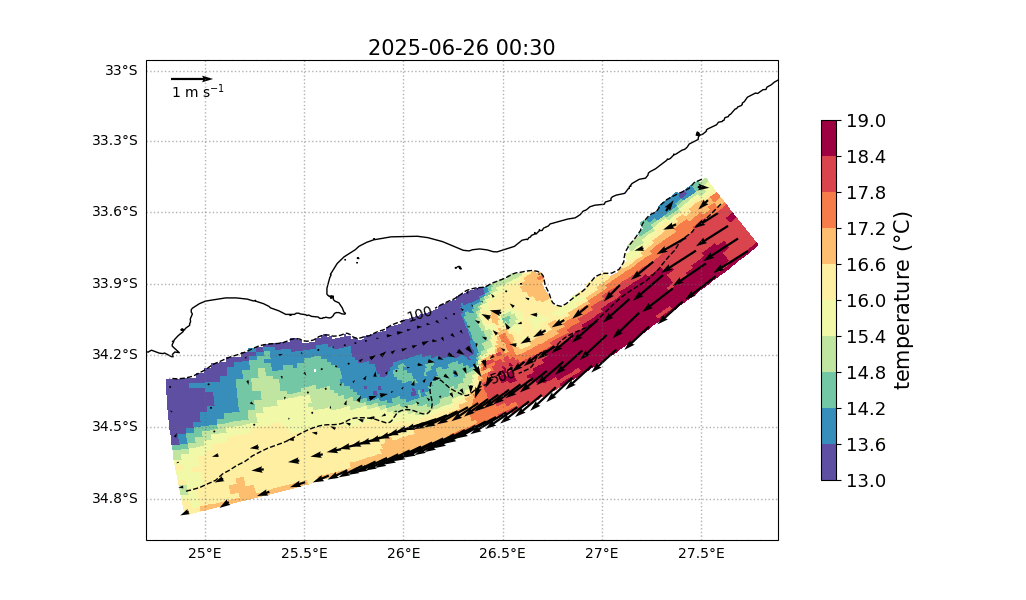 2025-06-26 00:30
1 m s⁻¹
33°S
33.3°S
33.6°S
33.9°S
34.2°S
34.5°S
34.8°S
100
500
25°E
25.5°E
26°E
26.5°E
27°E
27.5°E
19.0
18.4
17.8
17.2
16.6
16.0
15.4
14.8
14.2
13.6
13.0
temperature (°C)